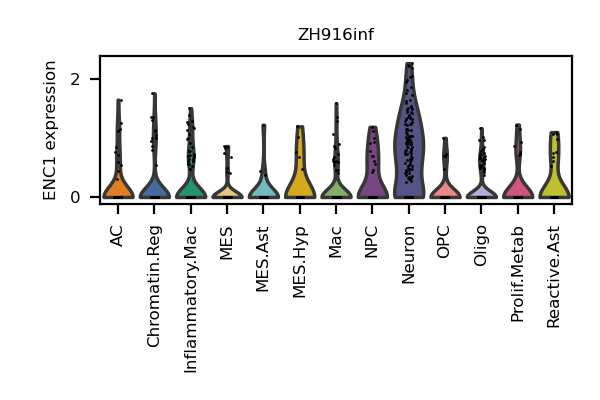 ZH916inf
ENC1 expression
2
0
AC
Chromatin.Reg
Inflammatory.Mac
MES
MES.Ast
MES.Hyp
Mac
NPC
Neuron
OPC
Oligo
Prolif.Metab
Reactive.Ast